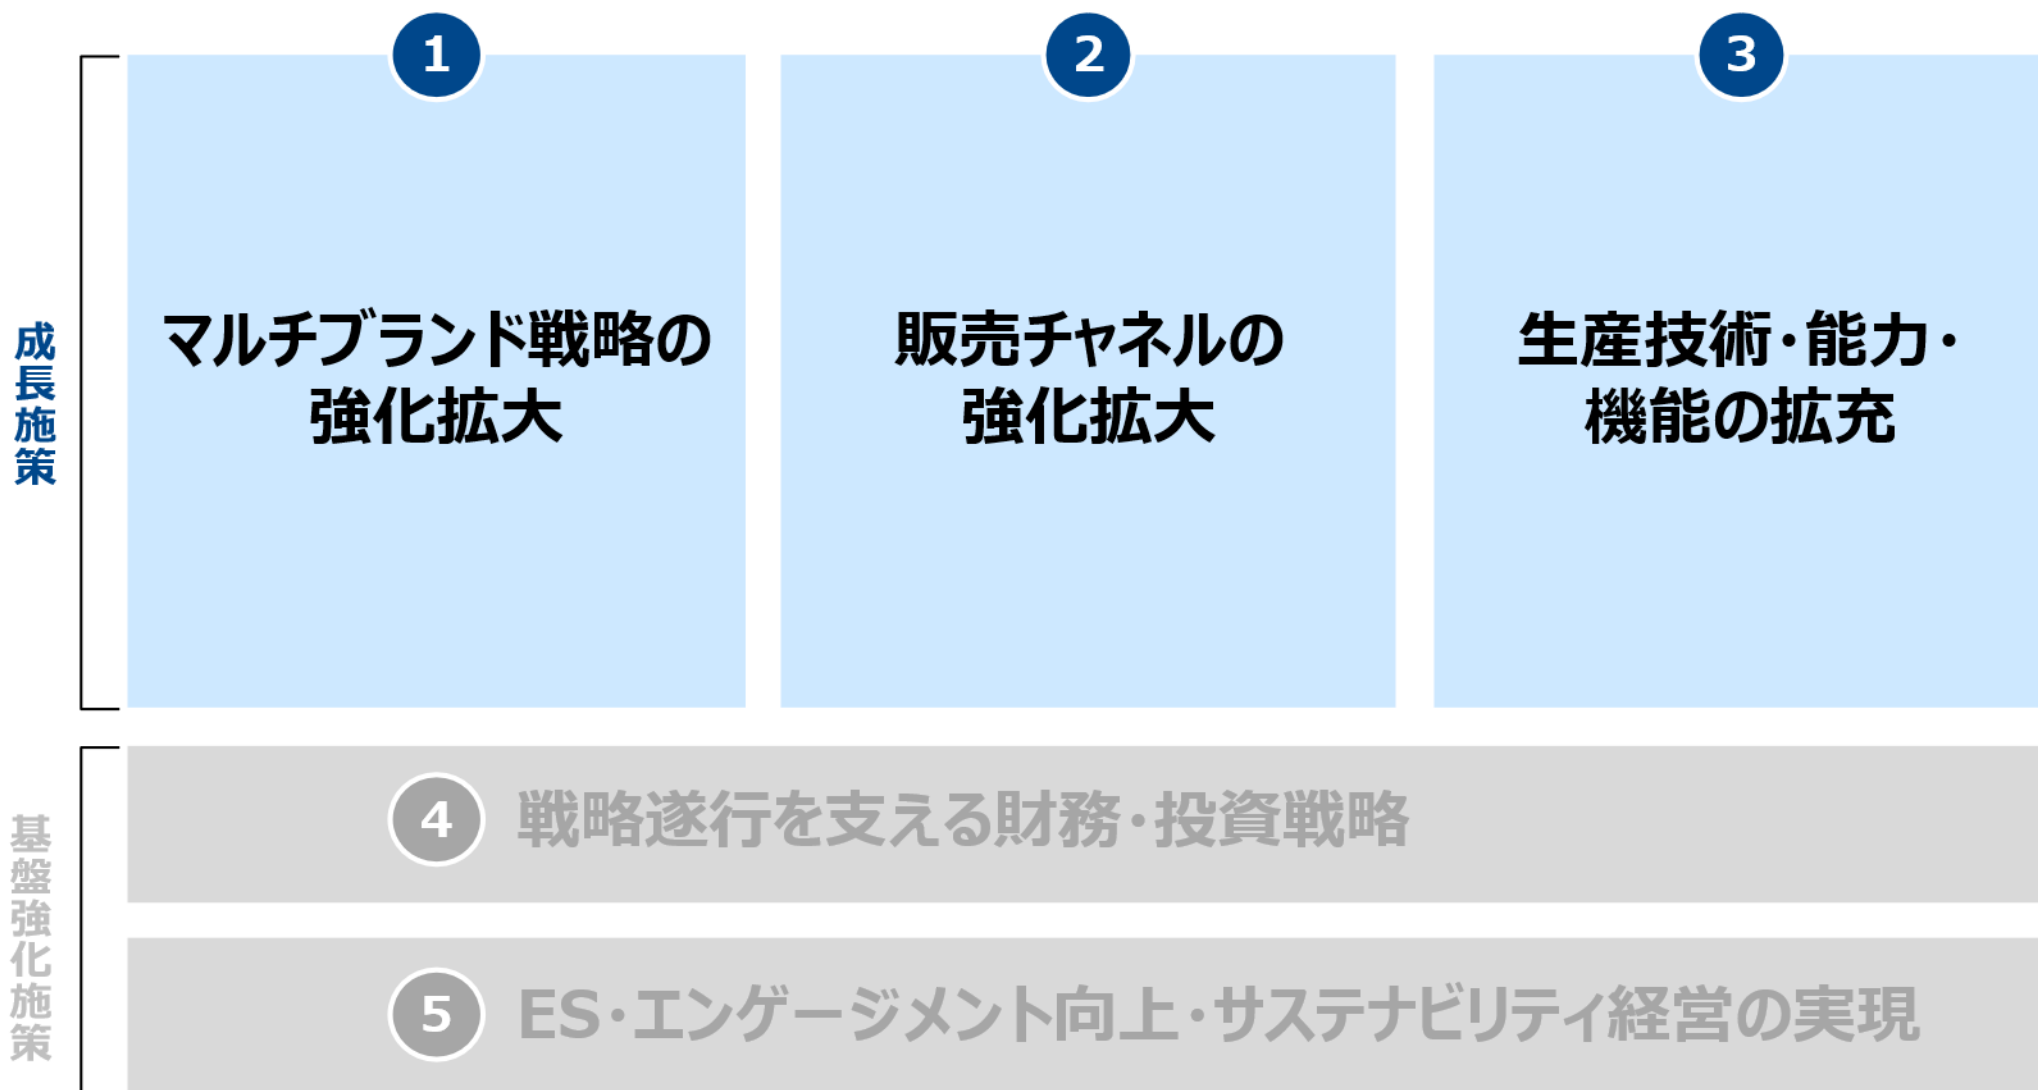 成長施策
1
マルチブランド戦略の
強化拡大
2
販売チャネルの
強化拡大
3
生産技術・能力・
機能の拡充
基盤強化施策
4
戦略遂行を支える財務・投資戦略
5
ES・エンゲージメント向上・サステナビリティ経営の実現